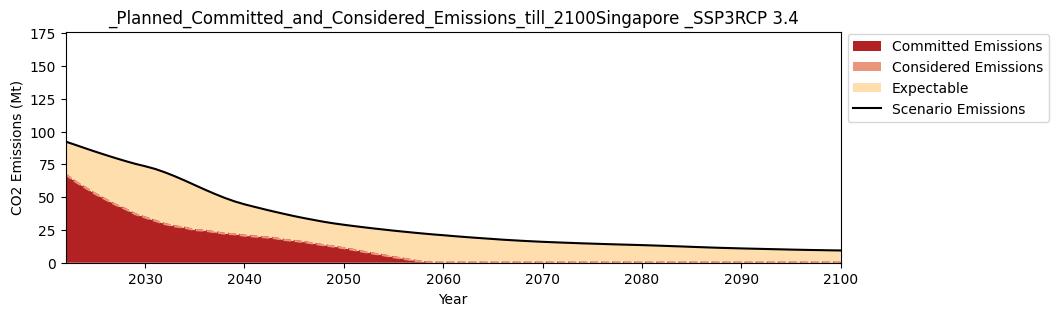 _Planned_Committed_and_Considered_Emissions_till_2100Singapore _SSP3RCP 3.4
175
150
125
100
75
50
25
0
CO2 Emissions (Mt)
2030 2040 2050 2060 2070 2080 2090 2100
Year
Committed Emissions
Considered Emissions
Expectable
Scenario Emissions